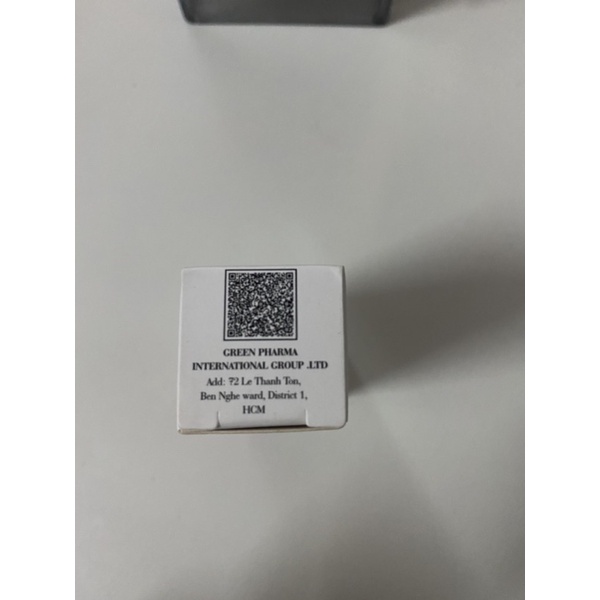 GREEN PHARMA
INTERNATIONAL GROUP .LTD
Add: 72 Le Thanh Ton,
Ben Nghe ward, District 1,
HCM